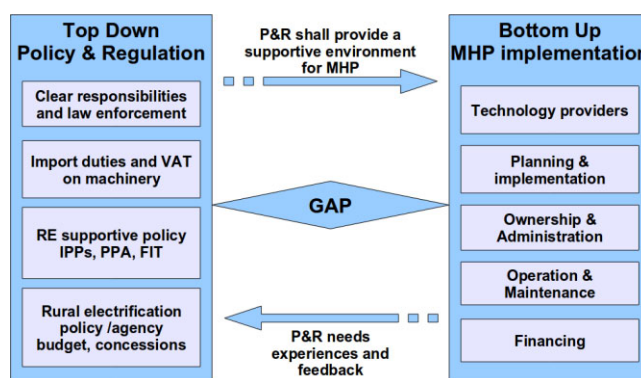 Top Down
Policy & Regulation
Clear responsibilities
and law enforcement
Import duties and VAT
on machinery
RE supportive policy
IPPs, PPA, FIT
Rural electrification
policy /agency
budget, concessions
P&R shall provide a
supportive environment
for MHP
GAP
P&R needs
experiences and
feedback
Bottom Up
MHP implementation
Technology providers
Planning &
implementation
Ownership &
Administration
Operation &
Maintenance
Financing